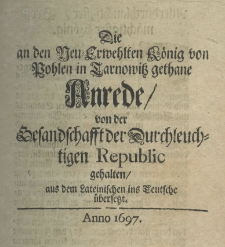 Die
an den Neu Erwehlten König von
Pohlen in Tarnowitz gethane
Anrede/
von der
Gesandschafft der Durchleuch-
tigen Republic
gehalten/
aus dem Lateinischen ins Teutsche
übersetzt.
Anno 1697.